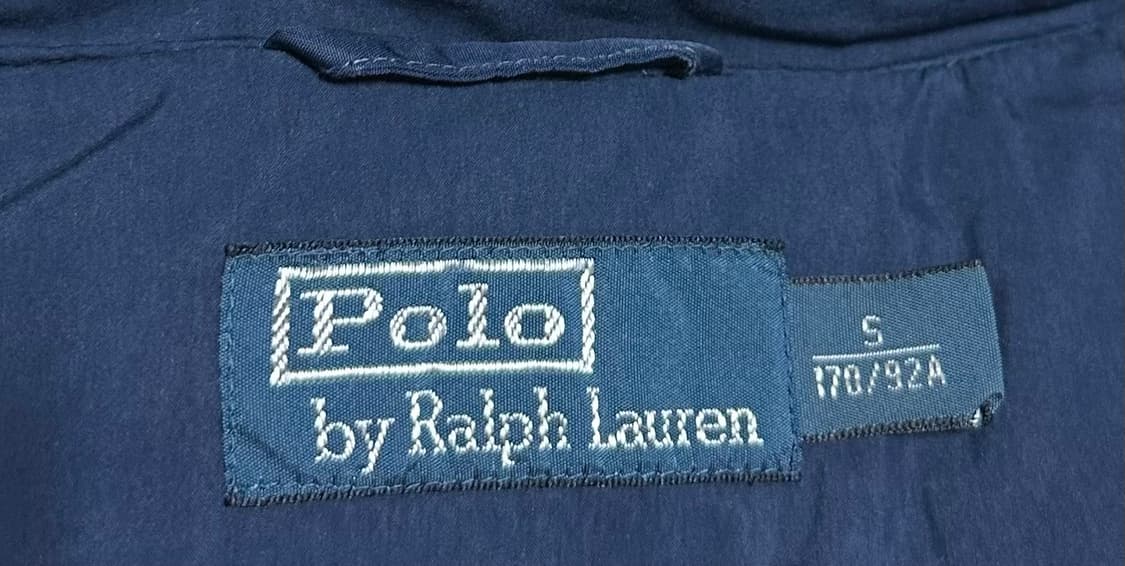 Polo
by Ralph Lauren
S
170/92A